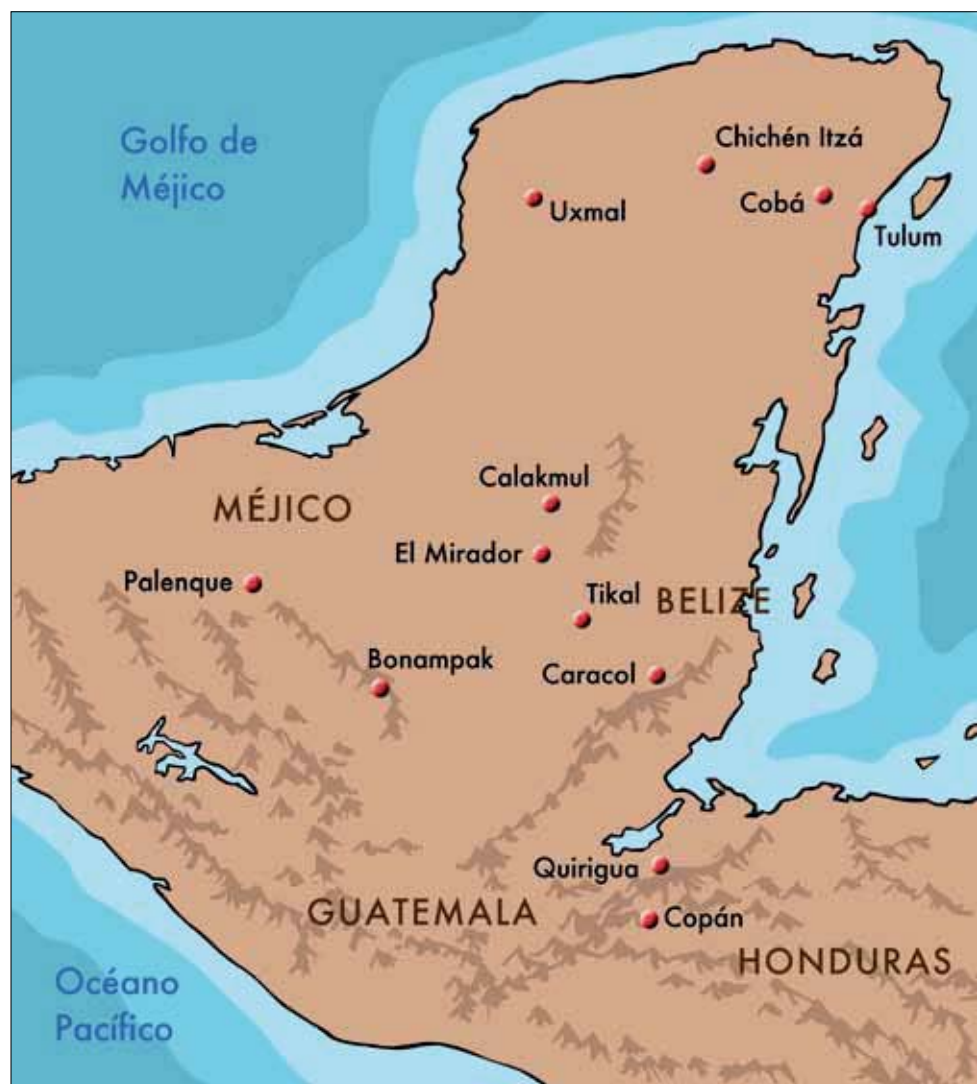 Golfo de
Méjico
Chichén Itzá
Uxmal
Cobá
Tulum
Calakmul
MÉJICO
El Mirador
Palenque
Tikal
BELIZE
Bonampak
Caracol
Quirigua
GUATEMALA
Copán
HONDURAS
Océano
Pacífico